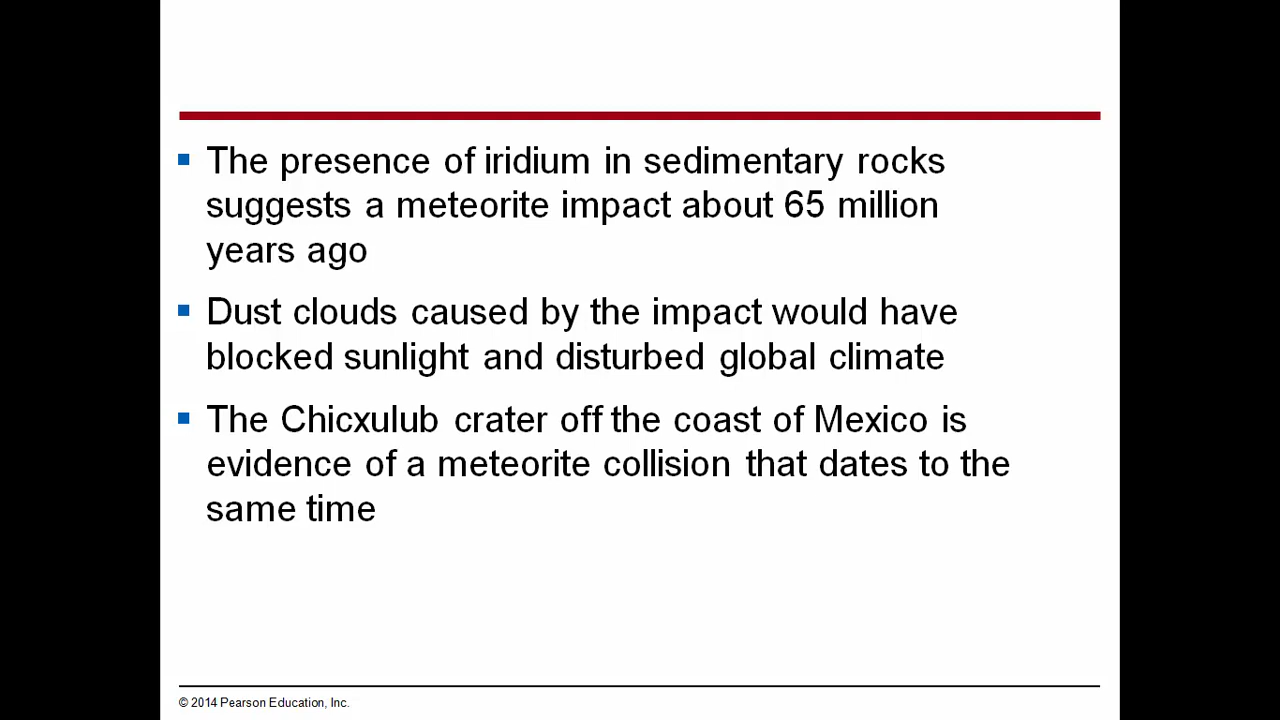 The presence of iridium in sedimentary rocks
suggests a meteorite impact about 65 million
years ago
Dust clouds caused by the impact would have
blocked sunlight and disturbed global climate
The Chicxulub crater off the coast of Mexico is
evidence of a meteorite collision that dates to the
same time
© 2014 Pearson Education, Inc.